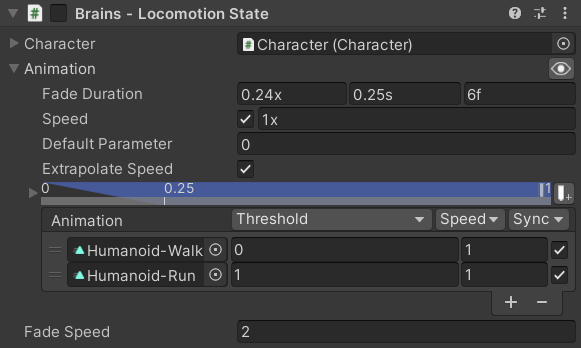 # Brains - Locomotion State
Character # Character (Character)
Animation
Fade Duration 0.24x 0.25s 6f
Speed 1x
Default Parameter 0
Extrapolate Speed
0 0.25 1
Animation Threshold Speed Sync
Humanoid-Walk 0 1
Humanoid-Run 1 1
Fade Speed 2